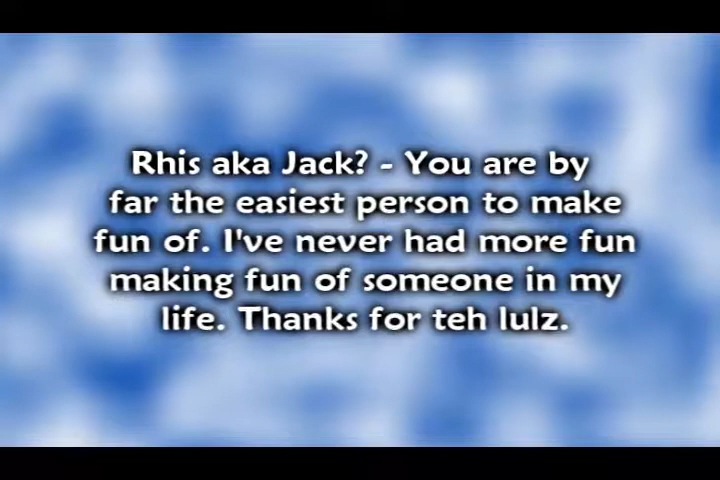 Rhis aka Jack? - You are by
far the easiest person to make
fun of. I've never had more fun
making fun of someone in my
life. Thanks for teh lulz.